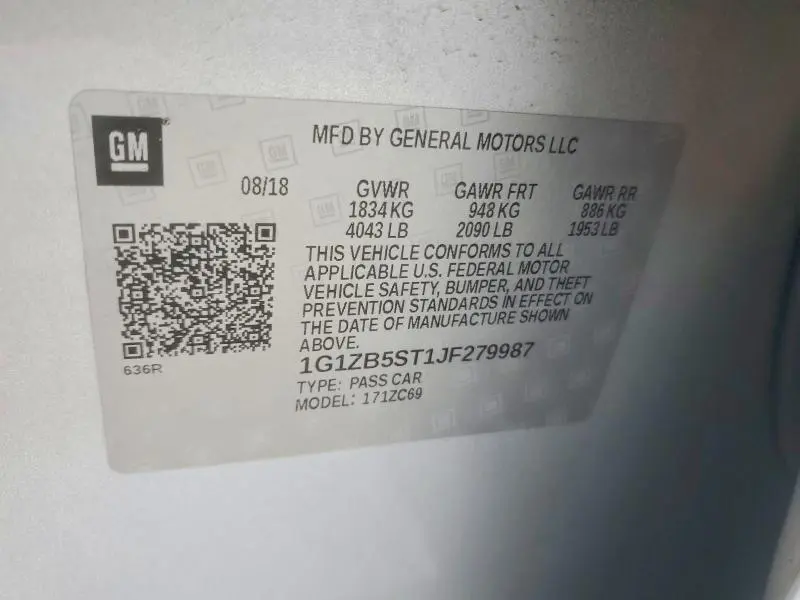 GM
MFD BY GENERAL MOTORS LLC
08/18 GVWR GAWR FRT GAWR RR
1834 KG 948 KG 886 KG
4043 LB 2090 LB 1953 LB
THIS VEHICLE CONFORMS TO ALL
APPLICABLE U.S. FEDERAL MOTOR
VEHICLE SAFETY, BUMPER, AND THEFT
PREVENTION STANDARDS IN EFFECT ON
THE DATE OF MANUFACTURE SHOWN
ABOVE.
636R
1G1ZB5ST1JF279987
TYPE: PASS CAR
MODEL: 171ZC69